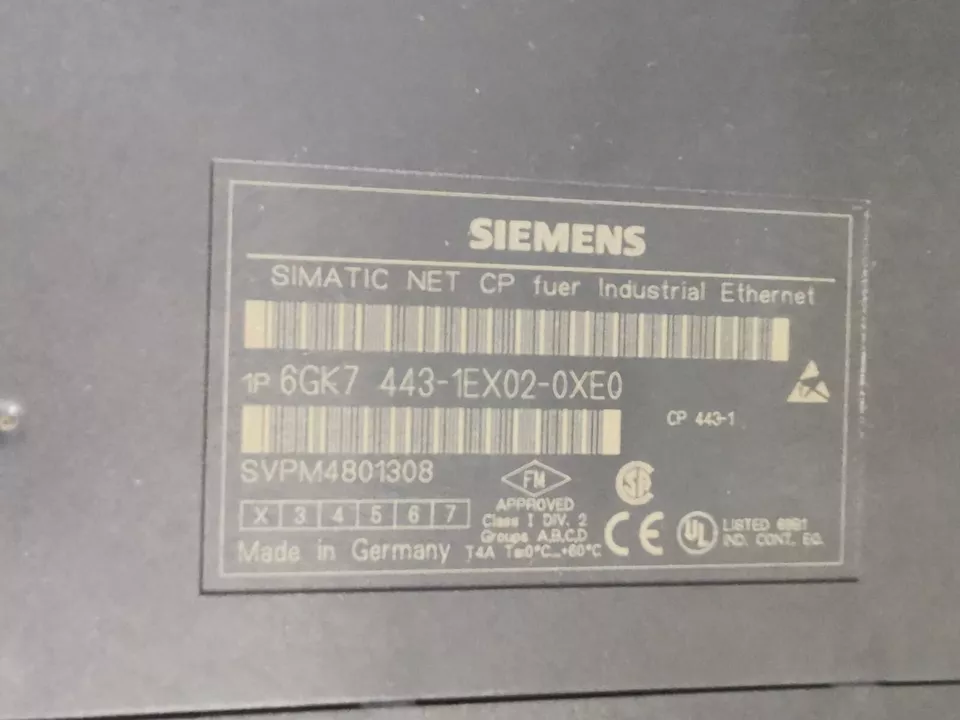 SIEMENS
SIMATIC NET CP fuer Industrial Ethernet
1P 6GK7 443-1EX02-0XE0
CP 443-1
SVPM4801308
X 3 4 5 6 7
FM
APPROVED
Class I DIV. 2
Groups A,B,C,D
T4A Ta=0°C...+60°C
Made in Germany
SA
CE
UL
LISTED
IND. CONT. EQ.